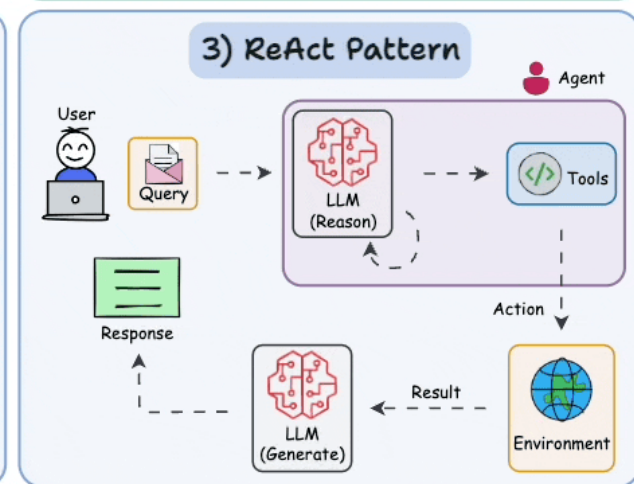 3) ReAct Pattern
Agent
User
Query
LLM
(Reason)
</> Tools
Action
Response
LLM
(Generate)
Result
Environment